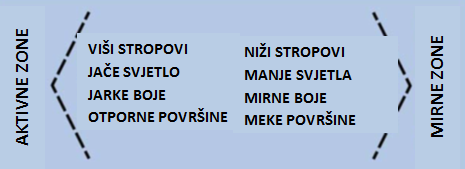 AKTIVNE ZONE
VIŠI STROPOVI
JAČE SVJETLO
JARKE BOJE
OTPORNE POVRŠINE
NIŽI STROPOVI
MANJE SVJETLA
MIRNE BOJE
MEKE POVRŠINE
MIRNE ZONE